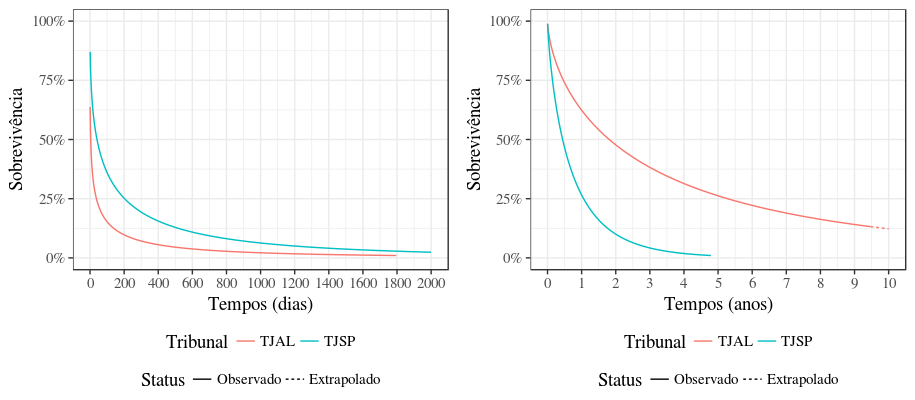 100%
75%
50%
25%
0%
Sobrevivência
0 200 400 600 800 1000 1200 1400 1600 1800 2000
Tempos (dias)
Tribunal TJAL TJSP
Status Observado Extrapolado
100%
75%
50%
25%
0%
Sobrevivência
0 1 2 3 4 5 6 7 8 9 10
Tempos (anos)
Tribunal TJAL TJSP
Status Observado Extrapolado